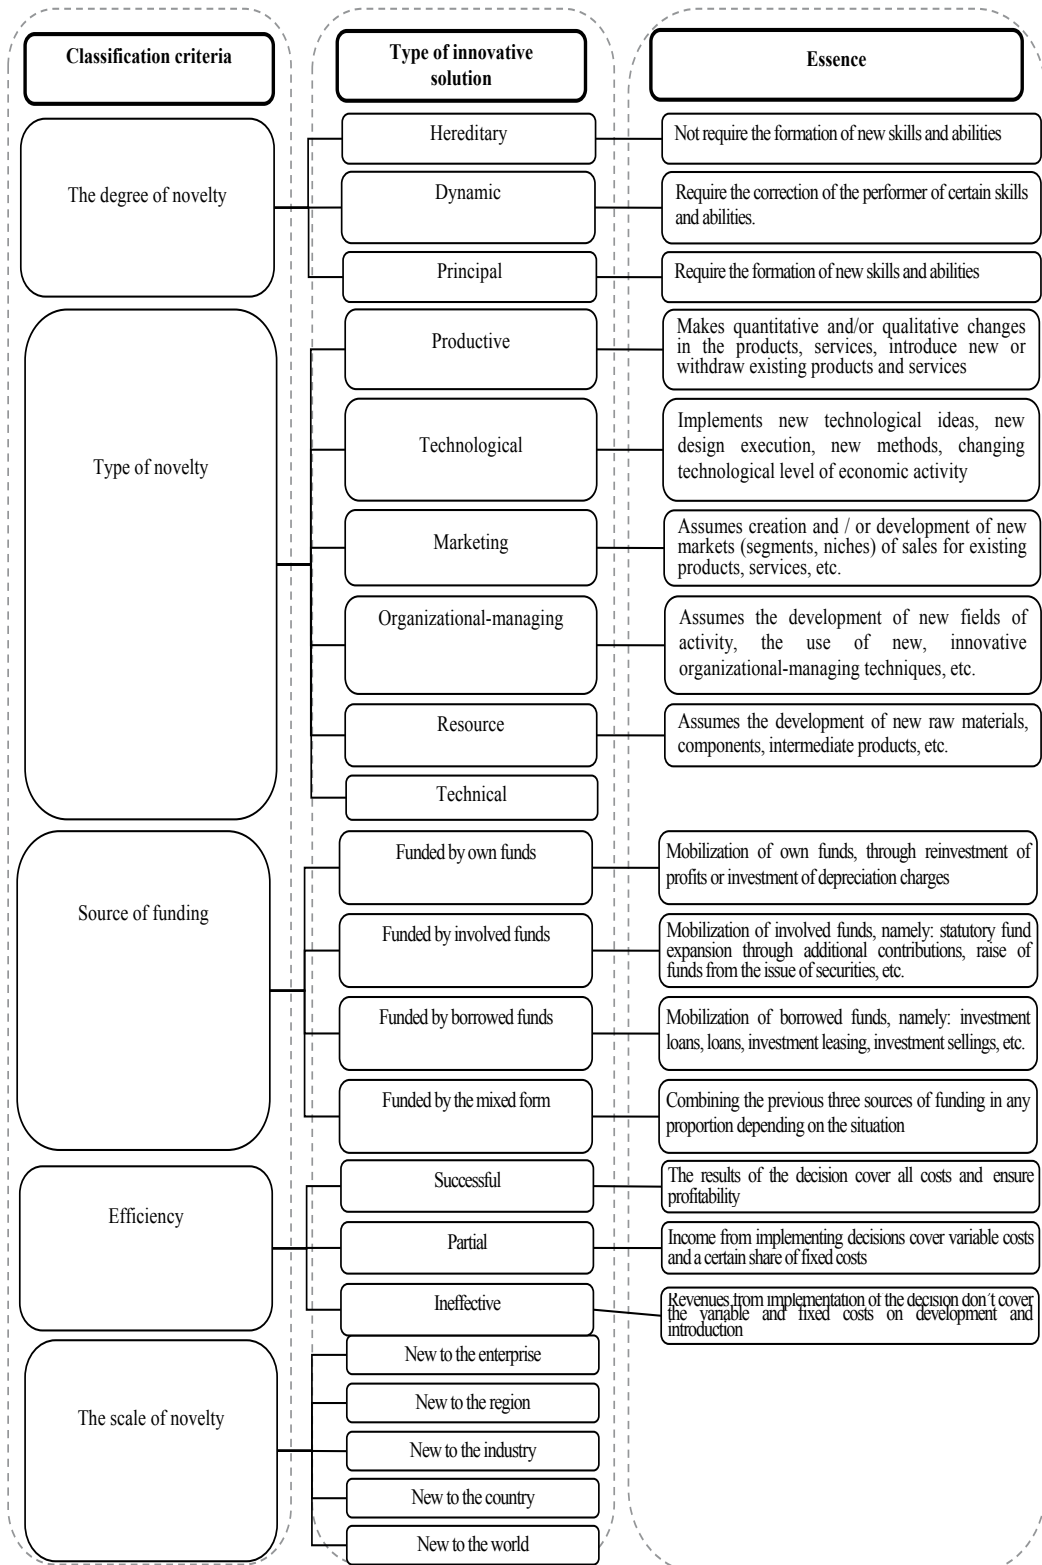 Classification criteria
Type of innovative
solution
Essence
The degree of novelty
Hereditary
Not require the formation of new skills and abilities
Dynamic
Require the correction of the performer of certain skills
and abilities.
Principal
Require the formation of new skills and abilities
Type of novelty
Productive
Makes quantitative and/or qualitative changes
in the products, services, introduce new or
withdraw existing products and services
Technological
Implements new technological ideas, new
design execution, new methods, changing
technological level of economic activity
Marketing
Assumes creation and / or development of new
markets (segments, niches) of sales for existing
products, services, etc.
Organizational-managing
Assumes the development of new fields of
activity, the use of new, innovative
organizational-managing techniques, etc.
Resource
Assumes the development of new raw materials,
components, intermediate products, etc.
Technical
Source of funding
Funded by own funds
Mobilization of own funds, through reinvestment of
profits or investment of depreciation charges
Funded by involved funds
Mobilization of involved funds, namely: statutory fund
expansion through additional contributions, raise of
funds from the issue of securities, etc.
Funded by borrowed funds
Mobilization of borrowed funds, namely: investment
loans, loans, investment leasing, investment sellings, etc.
Funded by the mixed form
Combining the previous three sources of funding in any
proportion depending on the situation
Efficiency
Successful
The results of the decision cover all costs and ensure
profitability
Partial
Income from implementing decisions cover variable costs
and a certain share of fixed costs
Ineffective
Revenues from implementation of the decision don´t cover
the variable and fixed costs on development and
introduction
The scale of novelty
New to the enterprise
New to the region
New to the industry
New to the country
New to the world